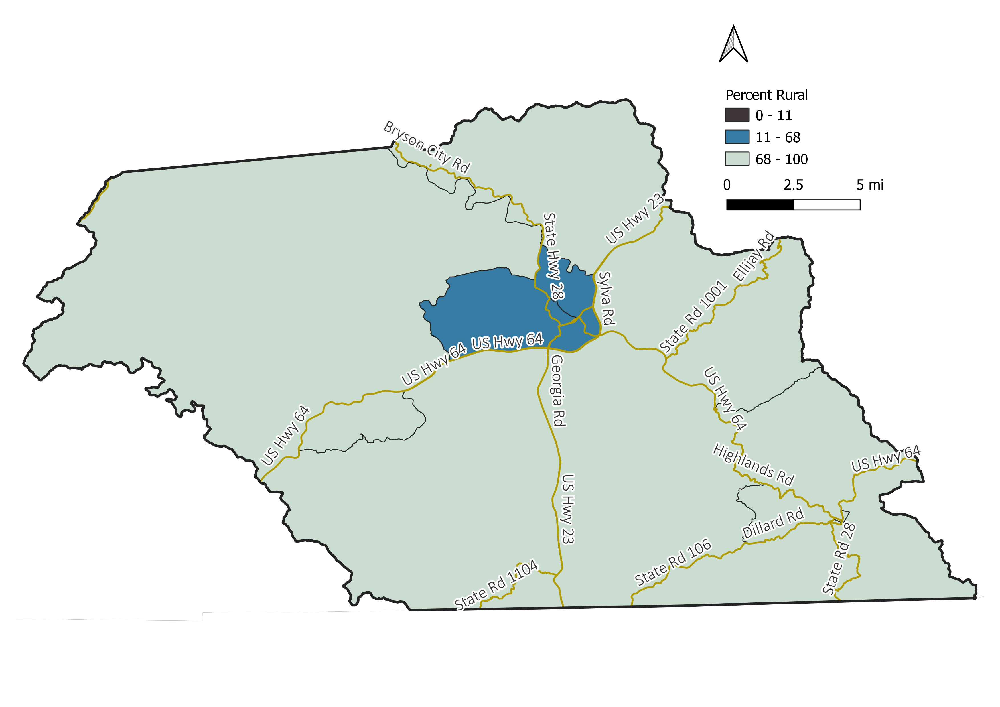 Percent Rural
0 - 11
11 - 68
68 - 100
0 2.5 5 mi
Bryson City Rd
State Hwy 28
US Hwy 23
Sylva Rd
Ellijay Rd
State Rd 1001
US Hwy 64
US Hwy 64
US Hwy 64
Georgia Rd
US Hwy 64
Highlands Rd
US Hwy 64
US Hwy 23
Dillard Rd
State Rd 28
State Rd 106
State Rd 1104